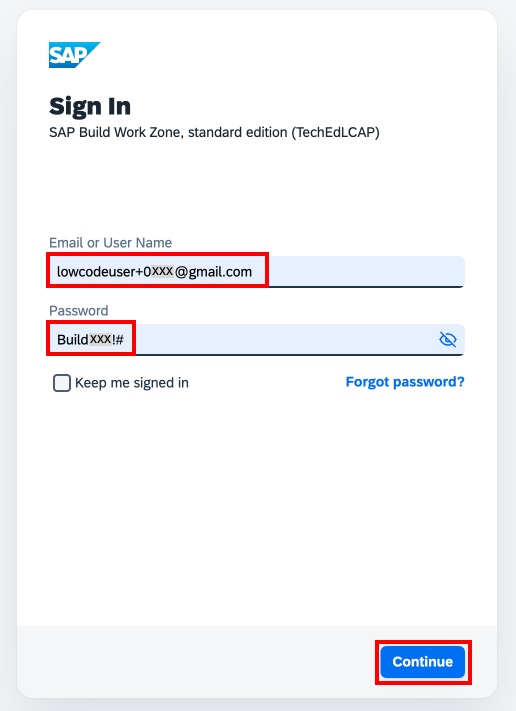 SAP
Sign In
SAP Build Work Zone, standard edition (TechEdLCAP)
Email or User Name
lowcodeuser+0XXX@gmail.com
Password
BuildXXX!#
Keep me signed in
Forgot password?
Continue